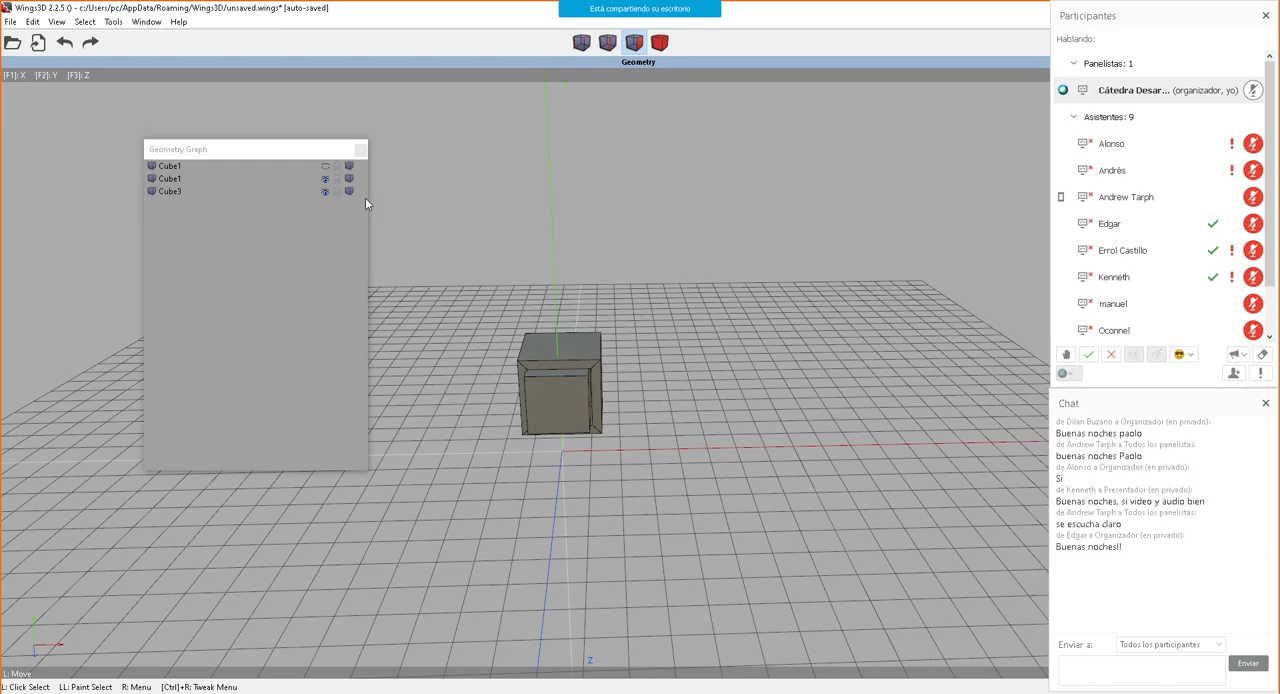 Wings3D 2.2.5 () - c:/Users/pc/AppData/Roaming/Wings3D/unsaved.wings* [auto-saved]
Está compartiendo su escritorio
File Edit View Select Tools Window Help
Geometry
[F1]: X [F2]: Y [F3]: Z
Geometry Graph
Cube1
Cube1
Cube3
Z
L: Move
L: Click Select LL: Paint Select R: Menu [Ctrl]+R: Tweak Menu
Participantes
Hablando:
Panelistas: 1
Cátedra Desar... (organizador, yo)
Asistentes: 9
Alonso
Andrés
Andrew Tarph
Edgar
Errol Castillo
Kenneth
manuel
Oconnel
Chat
de Dilan Buzano a Organizador (en privado):
Buenas noches paolo
de Andrew Tarph a Todos los panelistas:
buenas noches Paolo
de Alonso a Organizador (en privado):
Si
de Kenneth a Presentador (en privado):
Buenas noches, si video y audio bien
de Andrew Tarph a Todos los panelistas:
se escucha claro
de Edgar a Organizador (en privado):
Buenas noches!!
Enviar a: Todos los participantes
Enviar